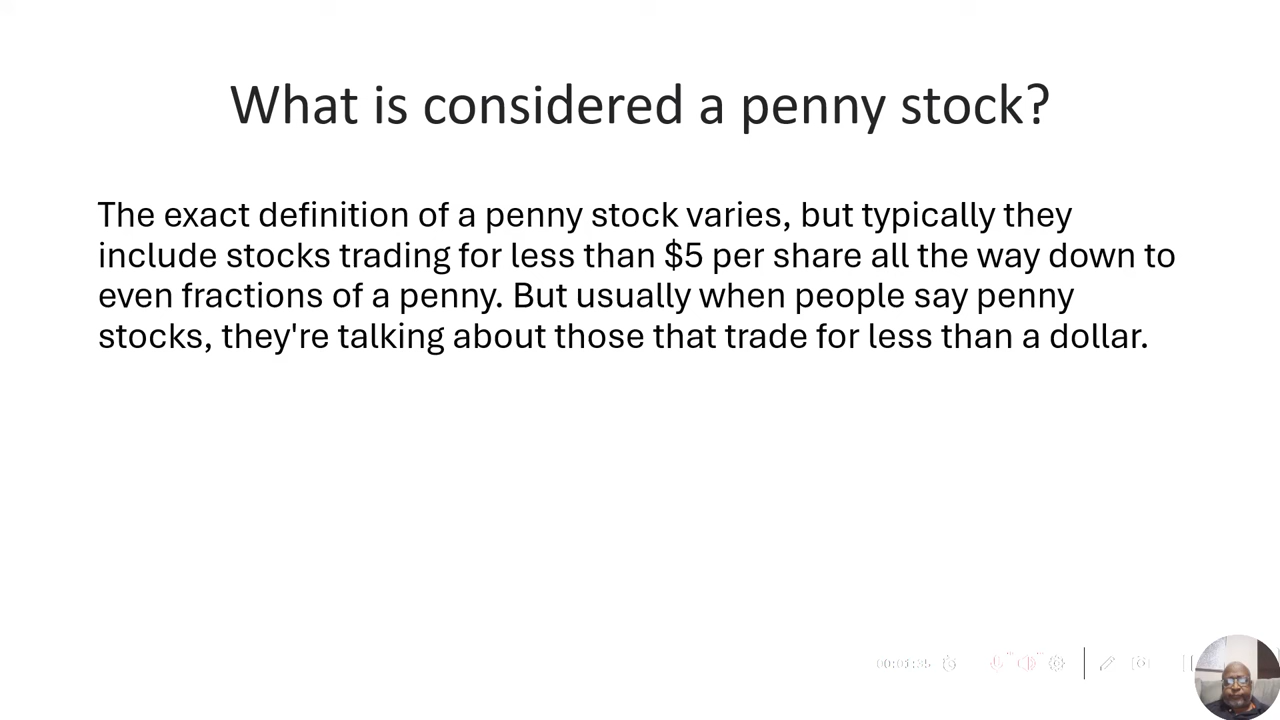 What is considered a penny stock?
The exact definition of a penny stock varies, but typically they
include stocks trading for less than $5 per share all the way down to
even fractions of a penny. But usually when people say penny
stocks, they're talking about those that trade for less than a dollar.